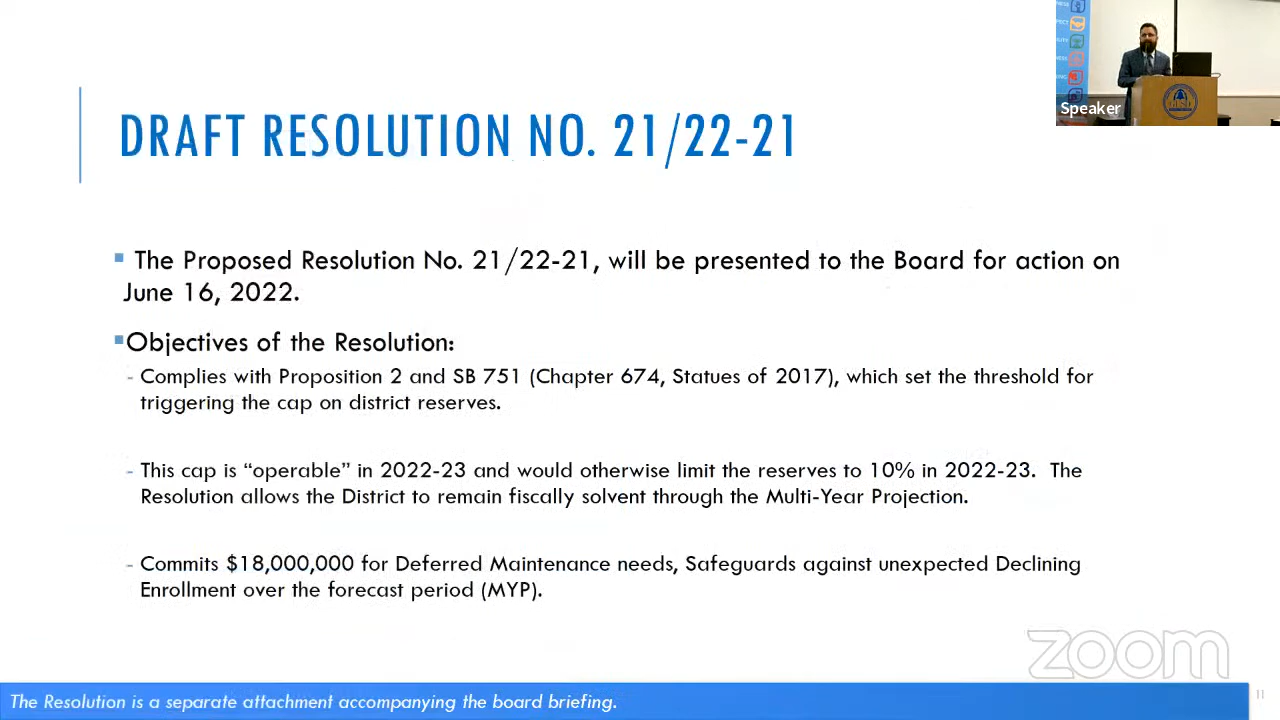 Speaker
DRAFT RESOLUTION NO. 21/22-21
The Proposed Resolution No. 21/22-21, will be presented to the Board for action on
June 16, 2022.
Objectives of the Resolution:
- Complies with Proposition 2 and SB 751 (Chapter 674, Statues of 2017), which set the threshold for
triggering the cap on district reserves.
- This cap is “operable” in 2022-23 and would otherwise limit the reserves to 10% in 2022-23. The
Resolution allows the District to remain fiscally solvent through the Multi-Year Projection.
- Commits $18,000,000 for Deferred Maintenance needs, Safeguards against unexpected Declining
Enrollment over the forecast period (MYP).
zoom
The Resolution is a separate attachment accompanying the board briefing.
11